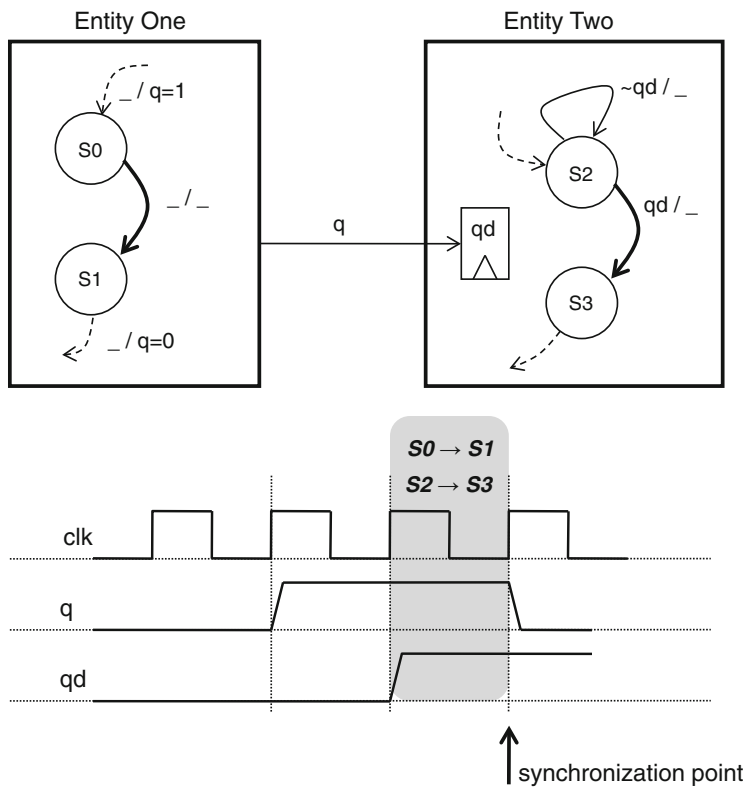 Entity One
Entity Two
_ / q=1
~qd / _
S0
S2
_ / _
qd / _
q
qd
S1
S3
_ / q=0
S0 → S1
S2 → S3
clk
q
qd
synchronization point